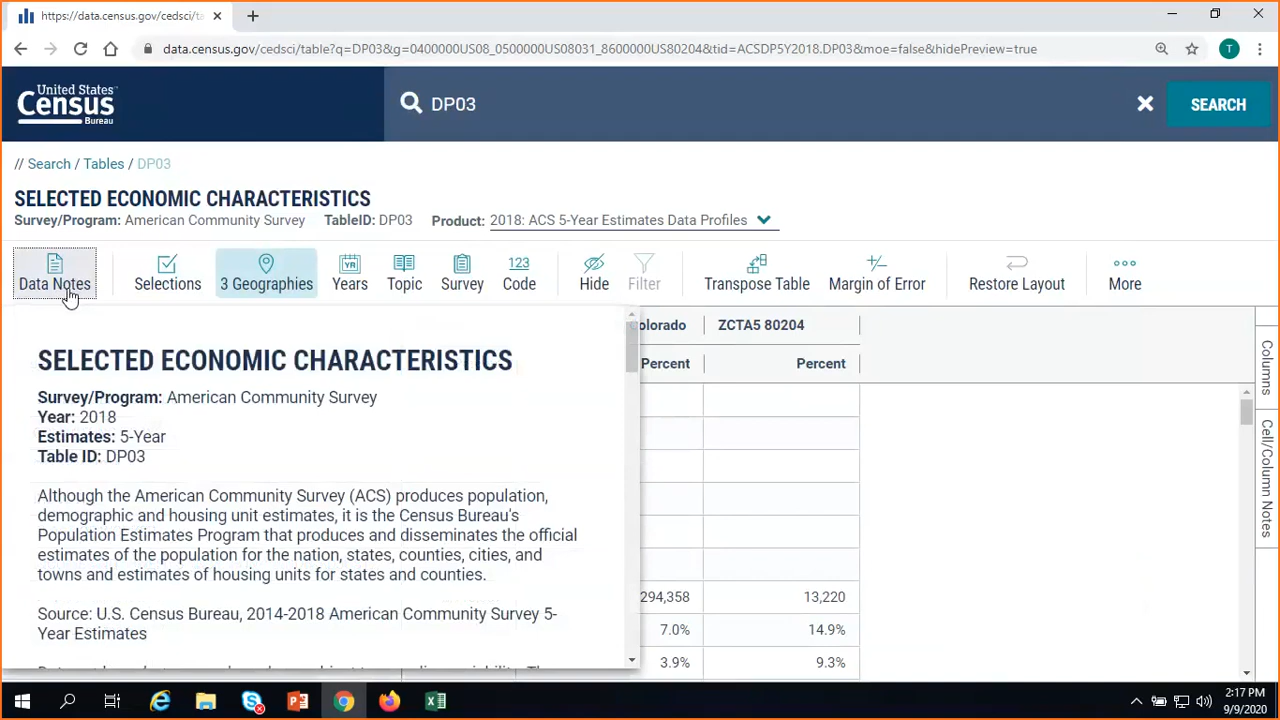 https://data.census.gov/cedsci/ta
data.census.gov/cedsci/table?q=DP03&g=0400000US08_0500000US08031_8600000US80204&tid=ACSDP5Y2018.DP03&moe=false&hidePreview=true
T
United States
Census
Bureau
DP03
SEARCH
// Search / Tables / DP03
SELECTED ECONOMIC CHARACTERISTICS
Survey/Program: American Community Survey TableID: DP03 Product: 2018: ACS 5-Year Estimates Data Profiles
YR
123
Data Notes Selections 3 Geographies Years Topic Survey Code Hide Filter Transpose Table Margin of Error Restore Layout More
olorado ZCTA5 80204
Percent Percent
Columns
Cell/Column Notes
SELECTED ECONOMIC CHARACTERISTICS
Survey/Program: American Community Survey
Year: 2018
Estimates: 5-Year
Table ID: DP03
Although the American Community Survey (ACS) produces population,
demographic and housing unit estimates, it is the Census Bureau's
Population Estimates Program that produces and disseminates the official
estimates of the population for the nation, states, counties, cities, and
towns and estimates of housing units for states and counties.
Source: U.S. Census Bureau, 2014-2018 American Community Survey 5-
Year Estimates
294,358 13,220
7.0% 14.9%
3.9% 9.3%
2:17 PM
9/9/2020